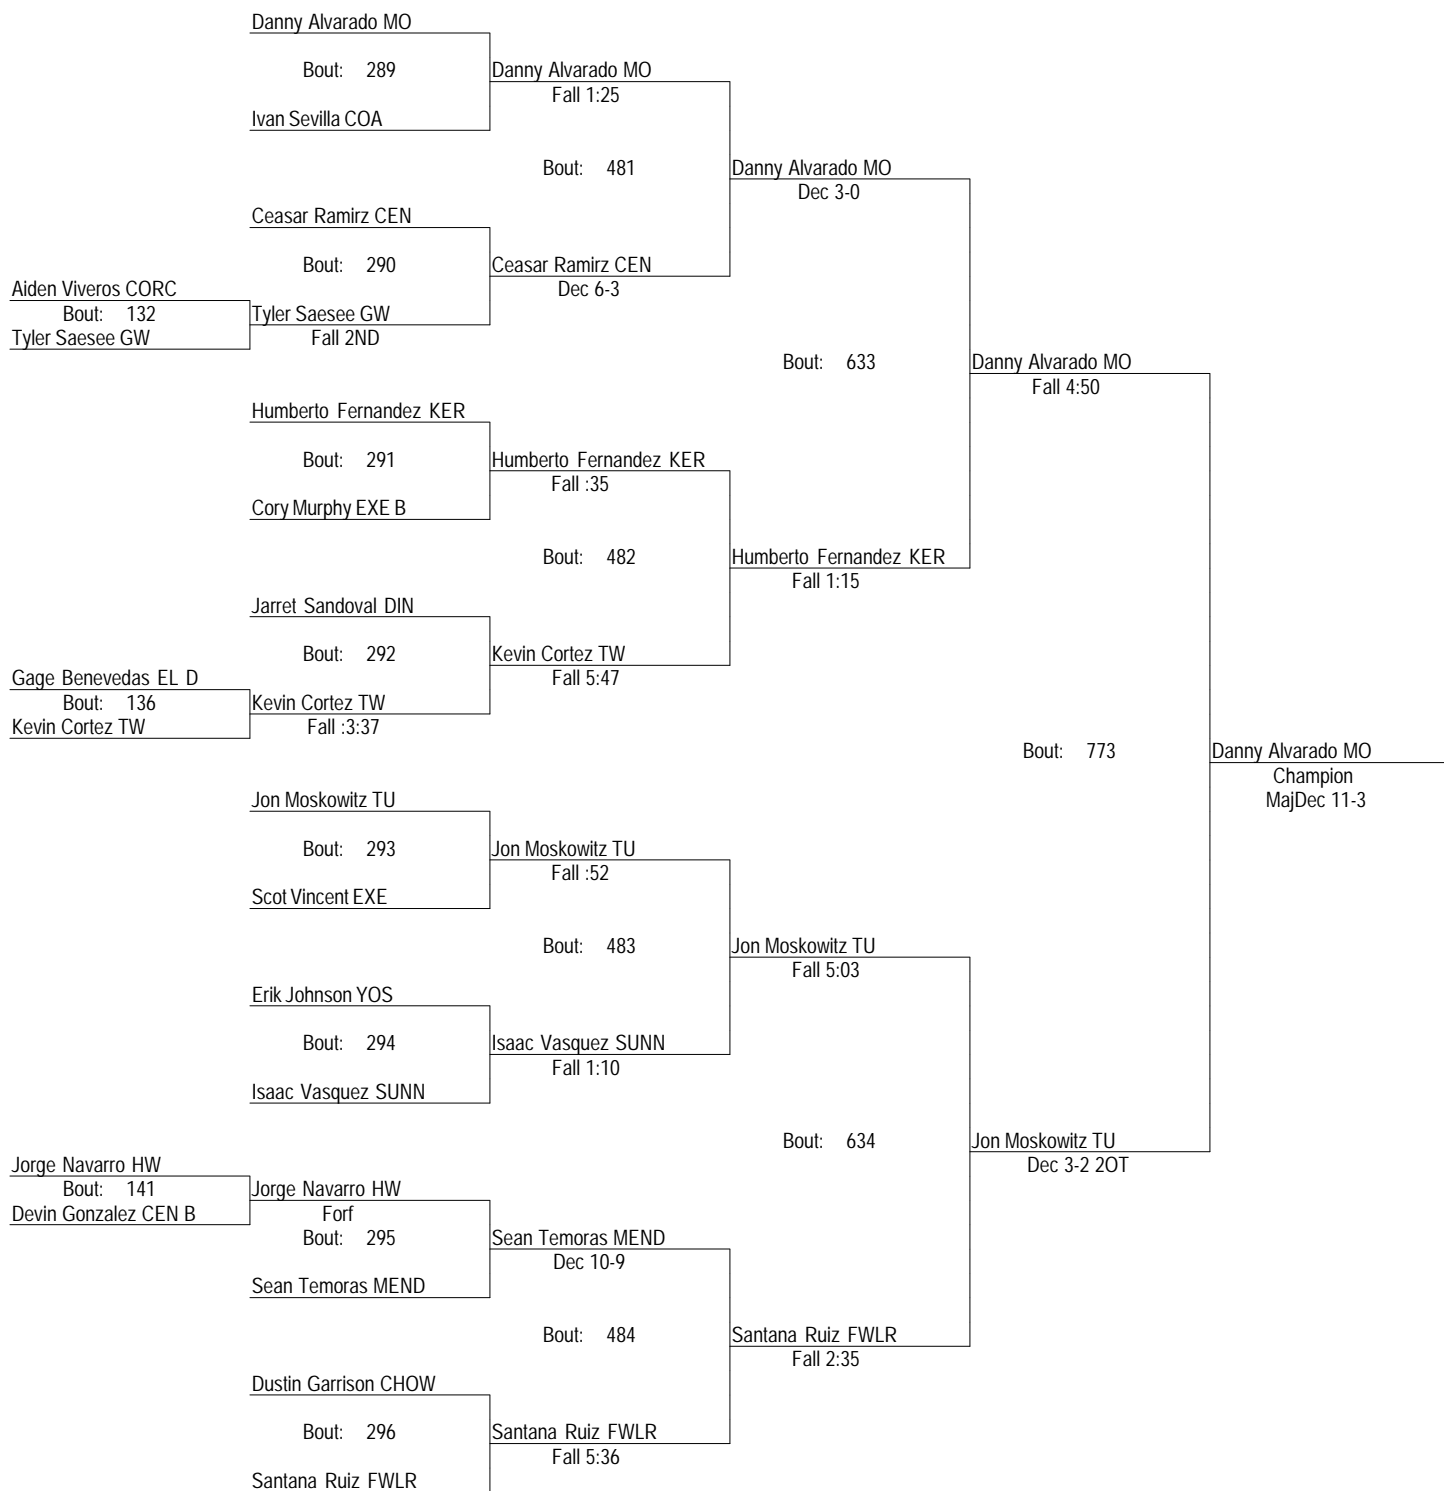 Danny Alvarado MO
Bout: 289
Danny Alvarado MO
Fall 1:25
Ivan Sevilla COA
Bout: 481
Danny Alvarado MO
Dec 3-0
Ceasar Ramirz CEN
Bout: 290
Ceasar Ramirz CEN
Dec 6-3
Aiden Viveros CORC
Bout: 132
Tyler Saesee GW
Fall 2ND
Tyler Saesee GW
Bout: 633
Danny Alvarado MO
Fall 4:50
Humberto Fernandez KER
Bout: 291
Humberto Fernandez KER
Fall :35
Cory Murphy EXE B
Bout: 482
Humberto Fernandez KER
Fall 1:15
Jarret Sandoval DIN
Bout: 292
Kevin Cortez TW
Fall 5:47
Gage Benevedas EL D
Bout: 136
Kevin Cortez TW
Fall :3:37
Kevin Cortez TW
Bout: 773
Danny Alvarado MO
Champion
MajDec 11-3
Jon Moskowitz TU
Bout: 293
Jon Moskowitz TU
Fall :52
Scot Vincent EXE
Bout: 483
Jon Moskowitz TU
Fall 5:03
Erik Johnson YOS
Bout: 294
Isaac Vasquez SUNN
Fall 1:10
Isaac Vasquez SUNN
Bout: 634
Jon Moskowitz TU
Dec 3-2 2OT
Jorge Navarro HW
Bout: 141
Jorge Navarro HW
Forf
Devin Gonzalez CEN B
Bout: 295
Sean Temoras MEND
Dec 10-9
Sean Temoras MEND
Bout: 484
Santana Ruiz FWLR
Fall 2:35
Dustin Garrison CHOW
Bout: 296
Santana Ruiz FWLR
Fall 5:36
Santana Ruiz FWLR